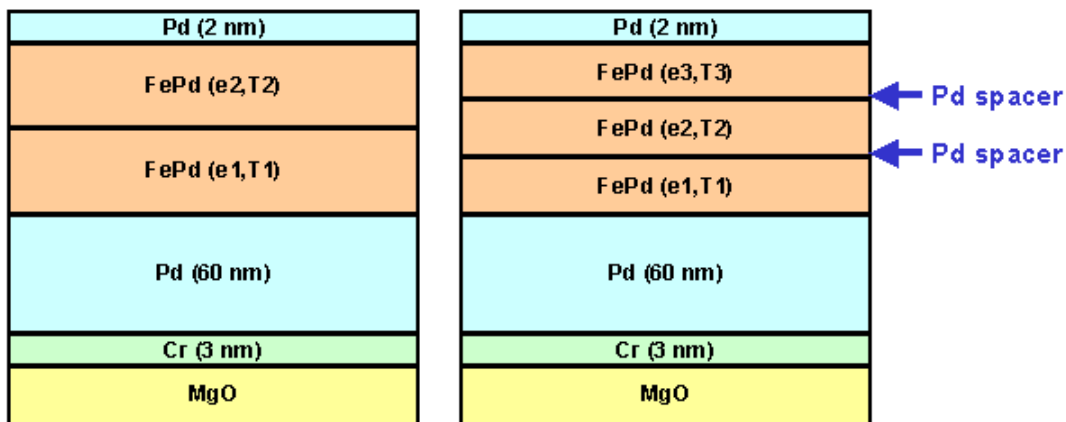 Pd (2 nm)
FePd (e2,T2)
FePd (e1,T1)
Pd (60 nm)
Cr (3 nm)
MgO
Pd (2 nm)
FePd (e3,T3)
Pd spacer
FePd (e2,T2)
Pd spacer
FePd (e1,T1)
Pd (60 nm)
Cr (3 nm)
MgO